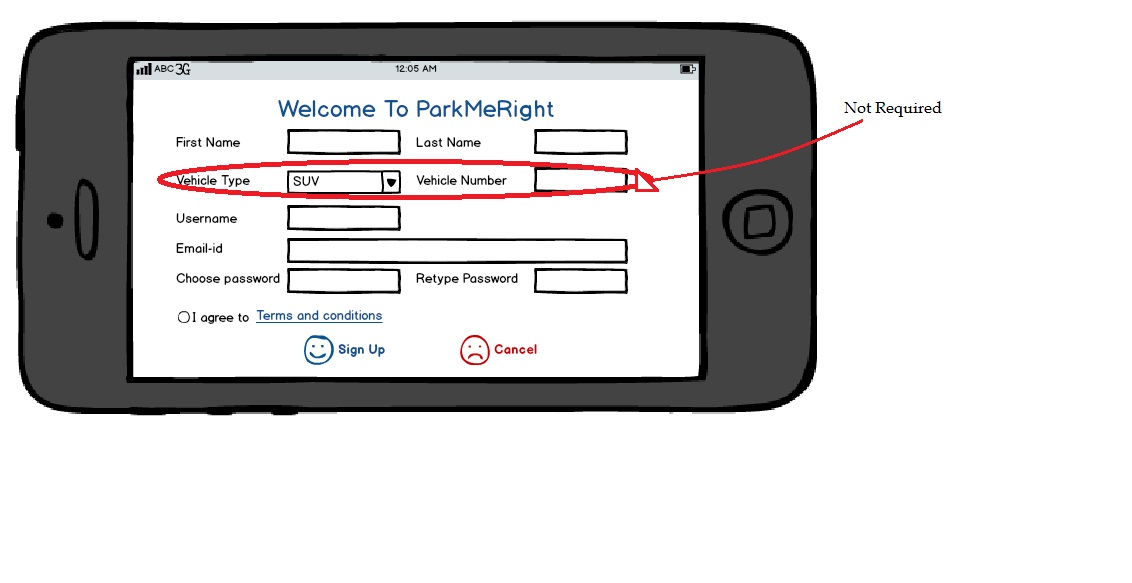 ABC 3G 12:05 AM
Welcome To ParkMeRight
Not Required
First Name Last Name
Vehicle Type SUV Vehicle Number
Username
Email-id
Choose password Retype Password
I agree to Terms and conditions
Sign Up Cancel